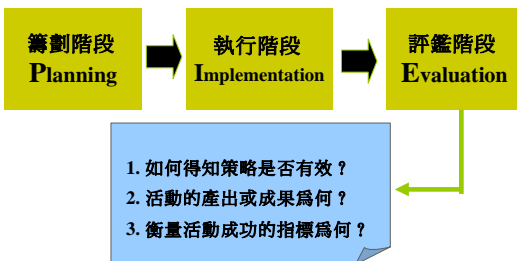 籌劃階段
Planning
執行階段
Implementation
評鑑階段
Evaluation
1. 如何得知策略是否有效？
2. 活動的產出或成果為何？
3. 衡量活動成功的指標為何？